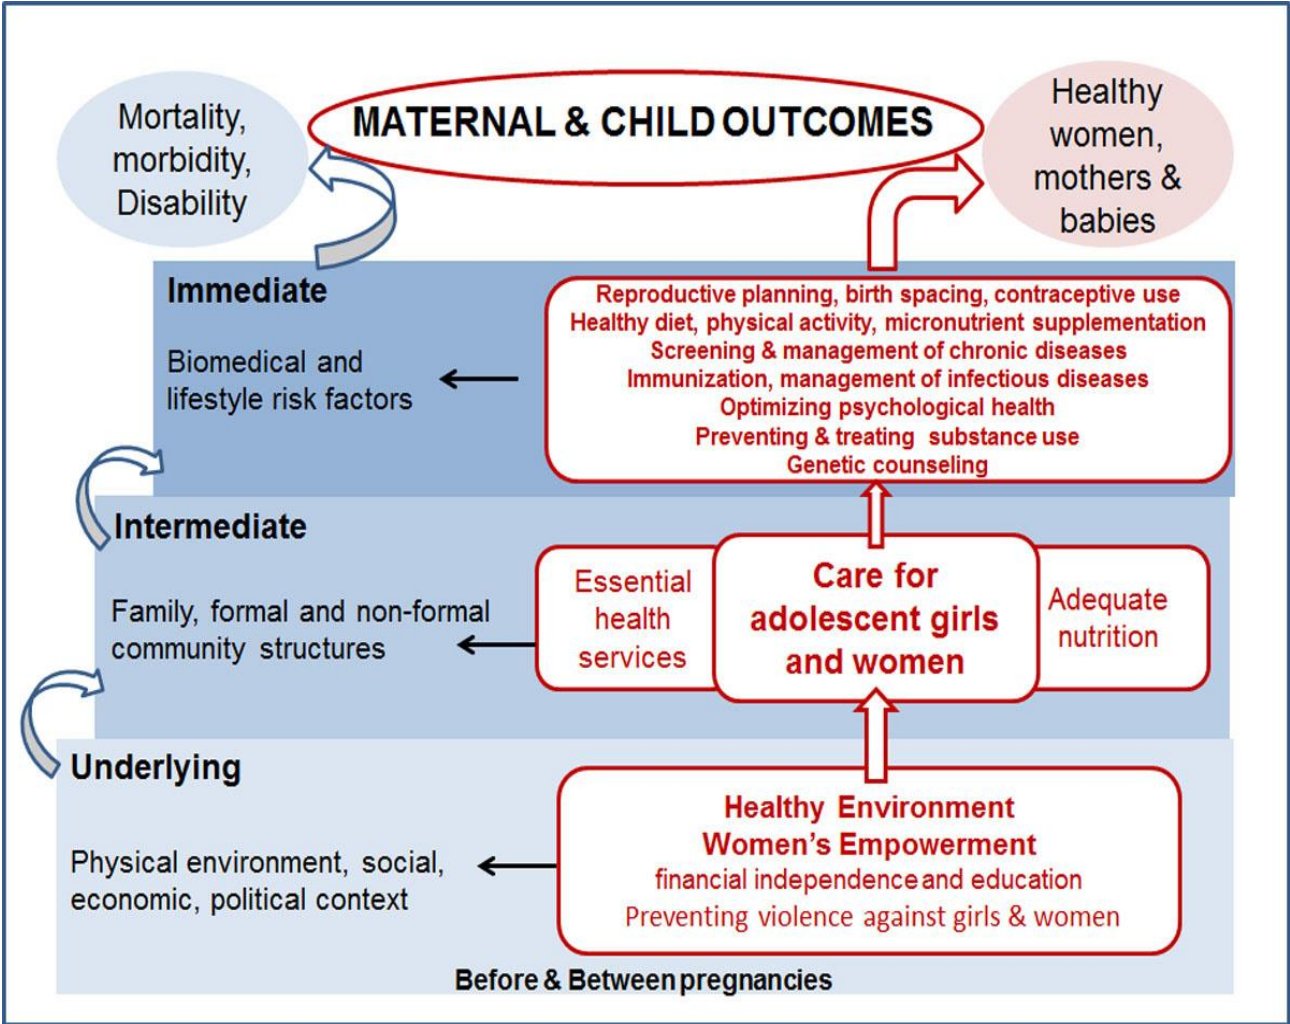 Mortality,
morbidity,
Disability
MATERNAL & CHILD OUTCOMES
Healthy
women,
mothers &
babies
Immediate
Biomedical and
lifestyle risk factors
Reproductive planning, birth spacing, contraceptive use
Healthy diet, physical activity, micronutrient supplementation
Screening & management of chronic diseases
Immunization, management of infectious diseases
Optimizing psychological health
Preventing & treating substance use
Genetic counseling
Intermediate
Family, formal and non-formal
community structures
Essential
health
services
Care for
adolescent girls
and women
Adequate
nutrition
Underlying
Physical environment, social,
economic, political context
Healthy Environment
Women’s Empowerment
financial independence and education
Preventing violence against girls & women
Before & Between pregnancies